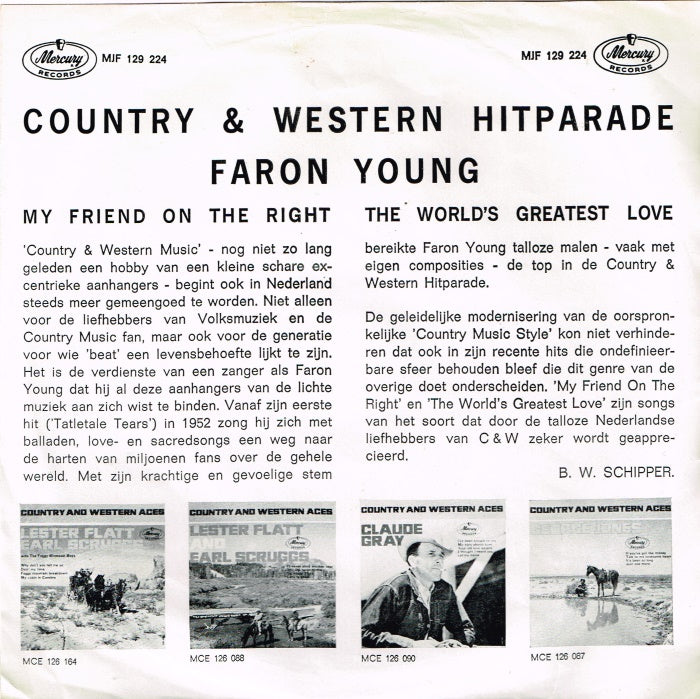 Mercury
RECORDS
MJF 129 224
MJF 129 224
Mercury
RECORDS
COUNTRY & WESTERN HITPARADE
FARON YOUNG
MY FRIEND ON THE RIGHT
'Country & Western Music' - nog niet zo lang
geleden een hobby van een kleine schare ex-
centrieke aanhangers - begint ook in Nederland
steeds meer gemeengoed te worden. Niet alleen
voor de liefhebbers van Volksmuziek en de
Country Music fan, maar ook voor de generatie
voor wie 'beat' een levensbehoefte lijkt te zijn.
Het is de verdienste van een zanger als Faron
Young dat hij al deze aanhangers van de lichte
muziek aan zich wist te binden. Vanaf zijn eerste
hit ('Tatletale Tears') in 1952 zong hij zich met
balladen, love- en sacredsongs een weg naar
de harten van miljoenen fans over de gehele
wereld. Met zijn krachtige en gevoelige stem
THE WORLD'S GREATEST LOVE
bereikte Faron Young talloze malen - vaak met
eigen composities - de top in de Country &
Western Hitparade.
De geleidelijke modernisering van de oorspron-
kelijke 'Country Music Style' kon niet verhinde-
ren dat ook in zijn recente hits die ondefinieer-
bare sfeer behouden bleef die dit genre van de
overige doet onderscheiden. 'My Friend On The
Right' en 'The World's Greatest Love' zijn songs
van het soort dat door de talloze Nederlandse
liefhebbers van C & W zeker wordt geappre-
cieerd.
B. W. SCHIPPER.
COUNTRY AND WESTERN ACES
LESTER FLATT
EARL SCRUGGS
MCE 126 164
COUNTRY AND WESTERN ACES
LESTER FLATT
AND
EARL SCRUGGS
MCE 126 088
COUNTRY AND WESTERN ACES
CLAUDE
GRAY
MCE 126 090
COUNTRY AND WESTERN ACES
GEORGE JONES
MCE 126 087